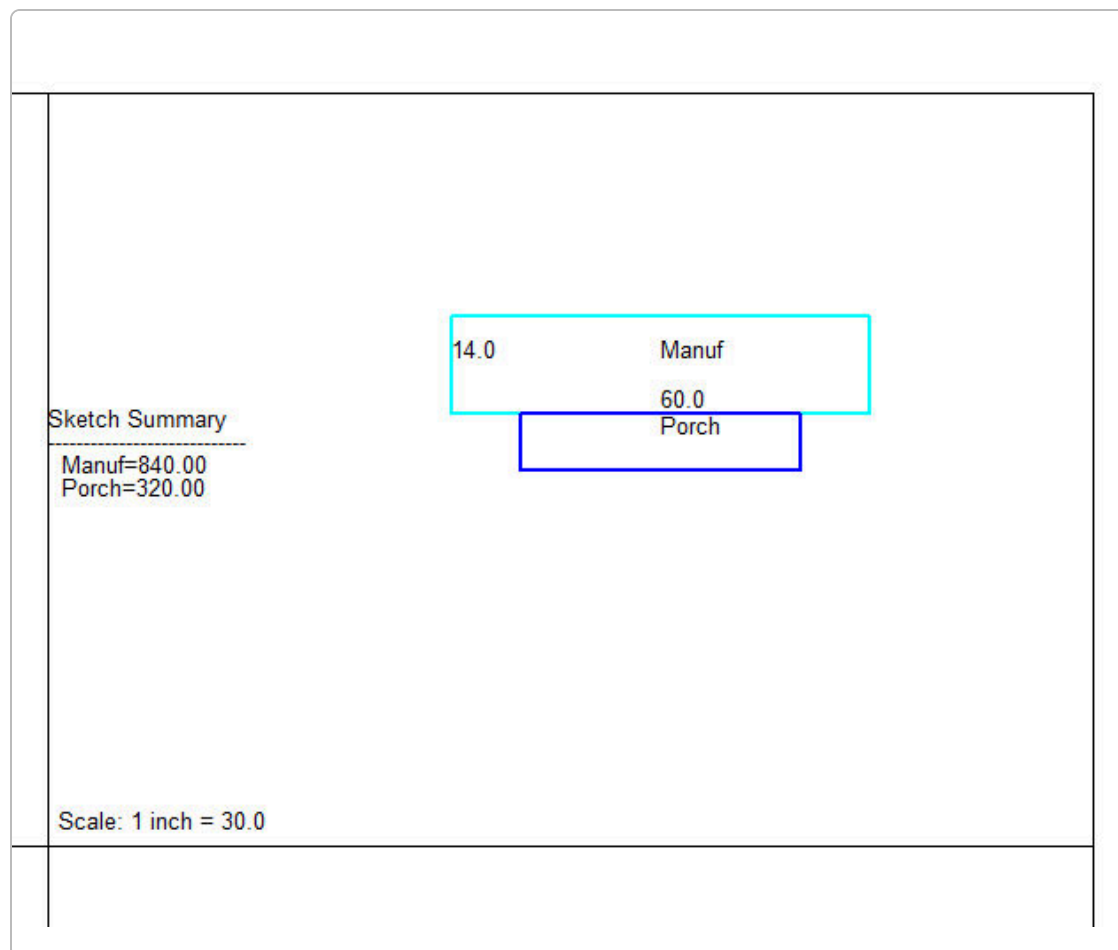 14.0 Manuf
60.0
Porch
Sketch Summary
----------------------------
Manuf=840.00
Porch=320.00
Scale: 1 inch = 30.0